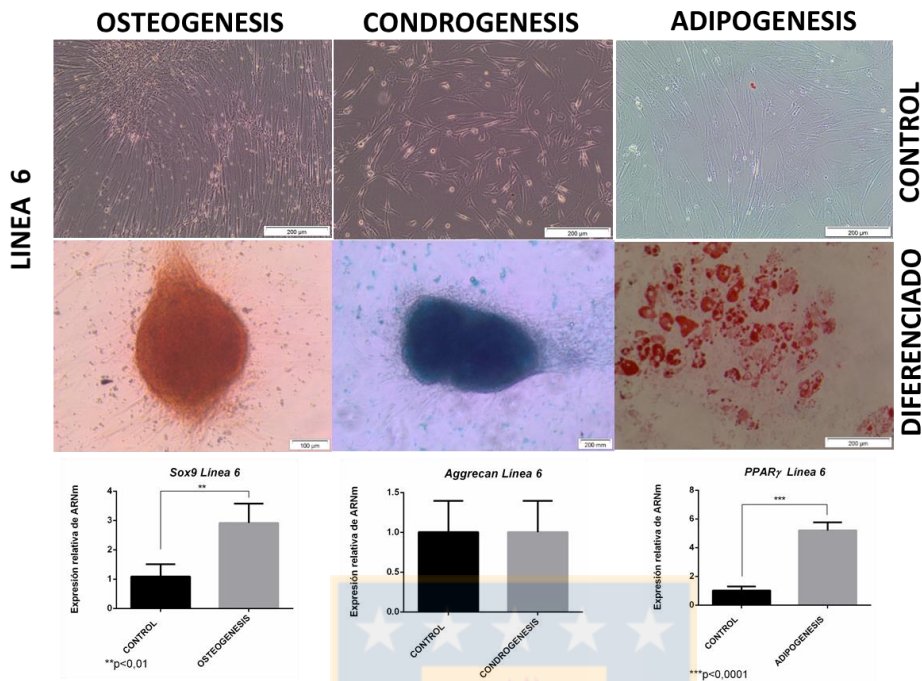 OSTEOGENESIS
CONDROGENESIS
ADIPOGENESIS
LINEA 6
CONTROL
200 µm
200 µm
200 µm
DIFERENCIADO
100 µm
200 mm
200 µm
Sox9 Línea 6
**
Expresión relativa de ARNm
4
3
2
1
0
CONTROL
OSTEOGENESIS
**p<0,01
Aggrecan Línea 6
Expresión relativa de ARNm
1.5
1.0
0.5
0.0
CONTROL
CONDROGENESIS
PPARγ Línea 6
***
Expresión relativa de ARNm
8
6
4
2
0
CONTROL
ADIPOGENESIS
***p<0,0001